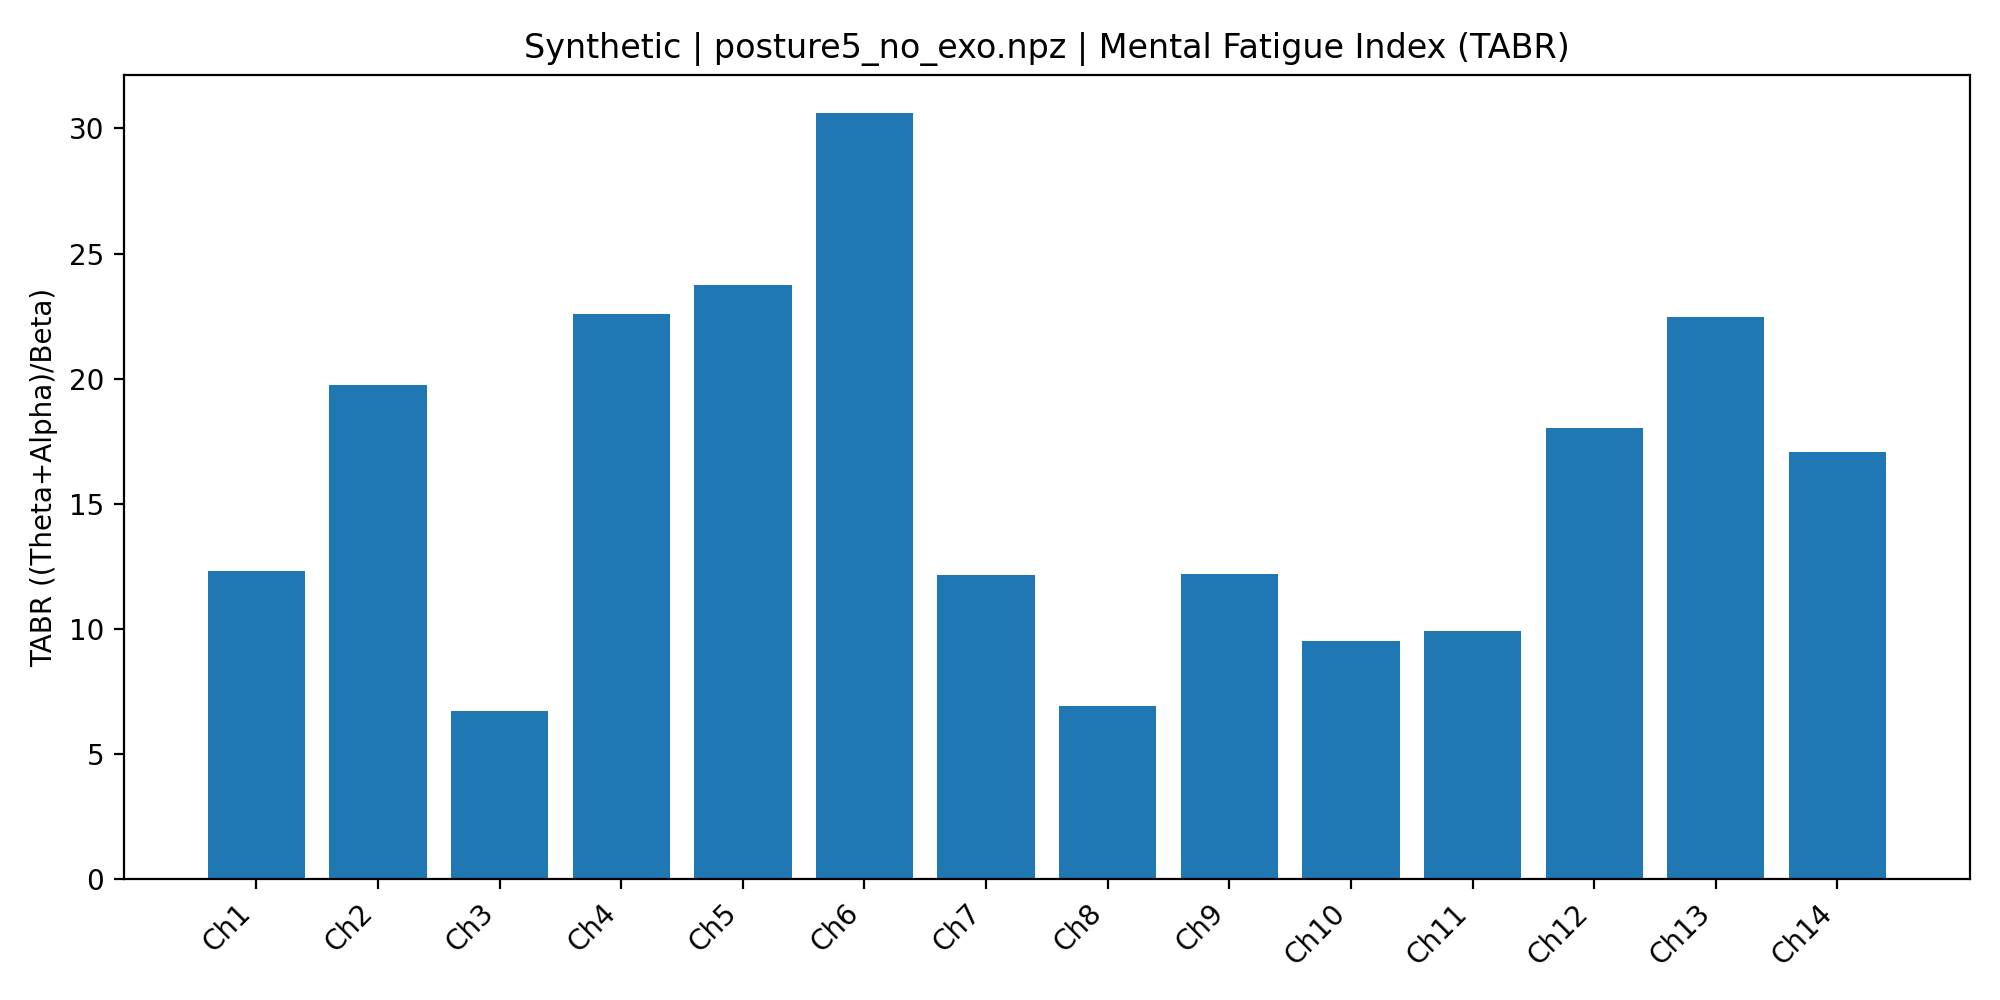 Synthetic | posture5_no_exo.npz | Mental Fatigue Index (TABR)
TABR ((Theta+Alpha)/Beta)
30
25
20
15
10
5
0
Ch1
Ch2
Ch3
Ch4
Ch5
Ch6
Ch7
Ch8
Ch9
Ch10
Ch11
Ch12
Ch13
Ch14